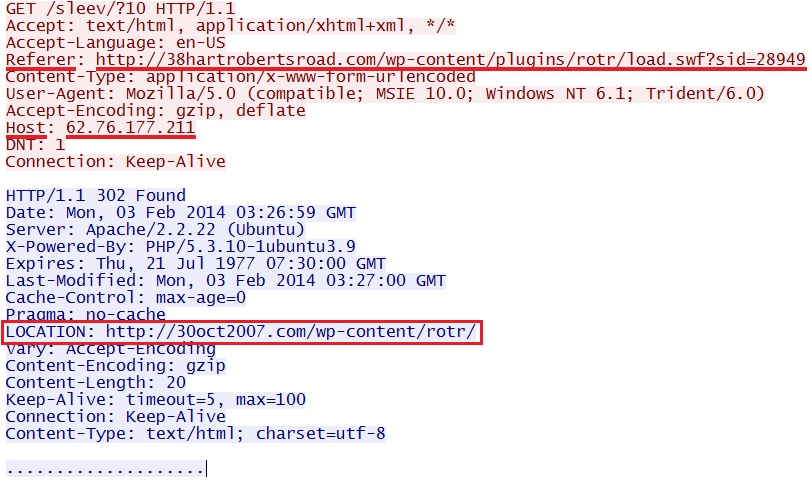 GET /sleev/?10 HTTP/1.1
Accept: text/html, application/xhtml+xml, */*
Accept-Language: en-US
Referer: http://38hartrobertsroad.com/wp-content/plugins/rotr/load.swf?sid=28949
Content-Type: application/x-www-form-urlencoded
User-Agent: Mozilla/5.0 (compatible; MSIE 10.0; Windows NT 6.1; Trident/6.0)
Accept-Encoding: gzip, deflate
Host: 62.76.177.211
DNT: 1
Connection: Keep-Alive

HTTP/1.1 302 Found
Date: Mon, 03 Feb 2014 03:26:59 GMT
Server: Apache/2.2.22 (Ubuntu)
X-Powered-By: PHP/5.3.10-1ubuntu3.9
Expires: Thu, 21 Jul 1977 07:30:00 GMT
Last-Modified: Mon, 03 Feb 2014 03:27:00 GMT
Cache-Control: max-age=0
Pragma: no-cache
LOCATION: http://30oct2007.com/wp-content/rotr/
Vary: Accept-Encoding
Content-Encoding: gzip
Content-Length: 20
Keep-Alive: timeout=5, max=100
Connection: Keep-Alive
Content-Type: text/html; charset=utf-8

....................